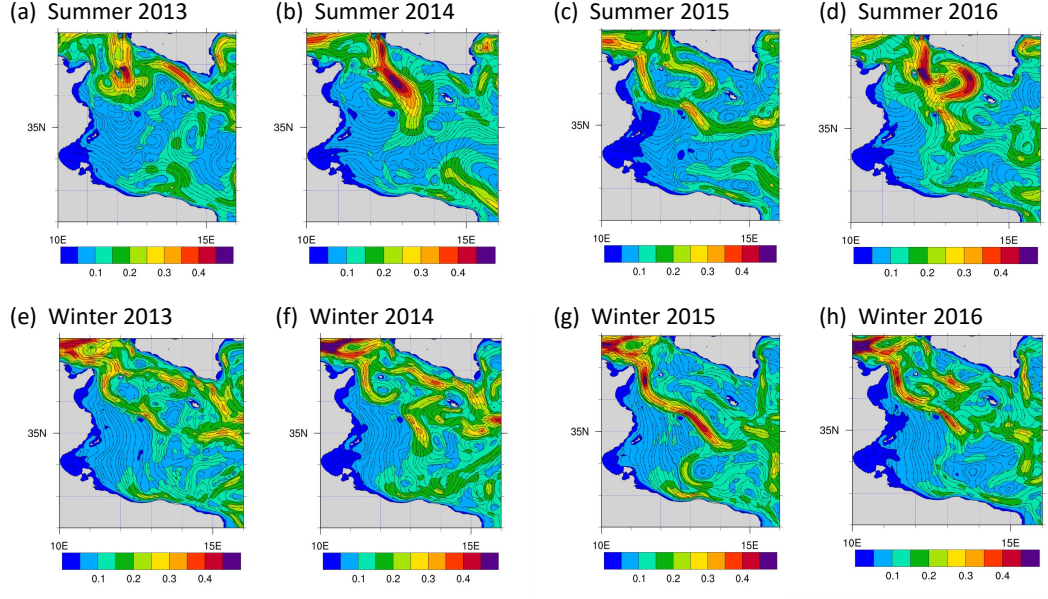 (a) Summer 2013
(b) Summer 2014
(c) Summer 2015
(d) Summer 2016
35N
35N
35N
35N
10E 15E
10E 15E
10E 15E
10E 15E
0.1 0.2 0.3 0.4
0.1 0.2 0.3 0.4
0.1 0.2 0.3 0.4
0.1 0.2 0.3 0.4
(e) Winter 2013
(f) Winter 2014
(g) Winter 2015
(h) Winter 2016
35N
35N
35N
35N
10E 15E
10E 15E
10E 15E
10E 15E
0.1 0.2 0.3 0.4
0.1 0.2 0.3 0.4
0.1 0.2 0.3 0.4
0.1 0.2 0.3 0.4